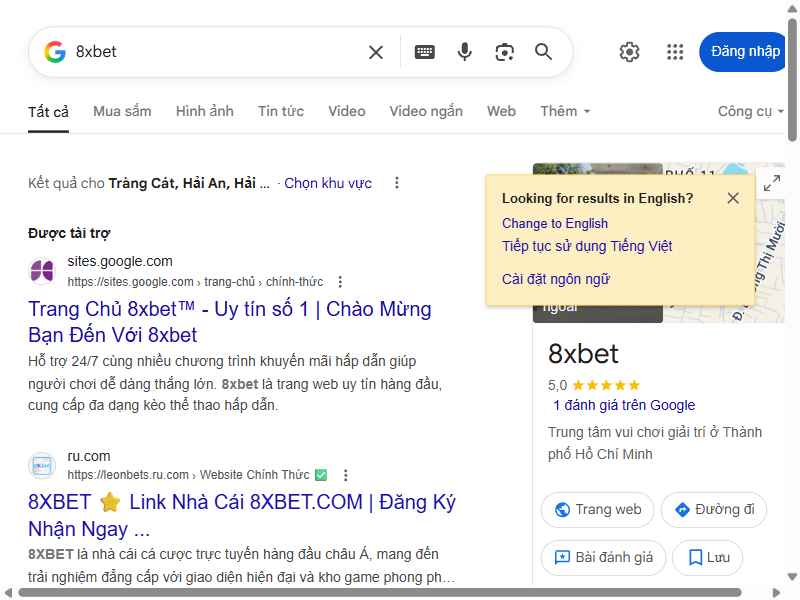 8xbet
Đăng nhập
Tất cả
Mua sắm
Hình ảnh
Tin tức
Video
Video ngắn
Web
Thêm
Công cụ
Kết quả cho Tràng Cát, Hải An, Hải ... · Chọn khu vực
Được tài trợ
sites.google.com
https://sites.google.com › trang-chủ › chính-thức
Trang Chủ 8xbet™ - Uy tín số 1 | Chào Mừng
Bạn Đến Với 8xbet
Hỗ trợ 24/7 cùng nhiều chương trình khuyến mãi hấp dẫn giúp
người chơi dễ dàng thắng lớn. 8xbet là trang web uy tín hàng đầu,
cung cấp đa dạng kèo thể thao hấp dẫn.
ru.com
https://leonbets.ru.com › Website Chính Thức ✅
8XBET ⭐ Link Nhà Cái 8XBET.COM | Đăng Ký
Nhận Ngay ...
8XBET là nhà cái cá cược trực tuyến hàng đầu châu Á, mang đến
trải nghiệm đẳng cấp với giao diện hiện đại và kho game phong ph...
PHỐ 11
Looking for results in English?
Change to English
Tiếp tục sử dụng Tiếng Việt
Cài đặt ngôn ngữ
ngoài
8xbet
5,0
1 đánh giá trên Google
Trung tâm vui chơi giải trí ở Thành
phố Hồ Chí Minh
Trang web
Đường đi
Bài đánh giá
Lưu